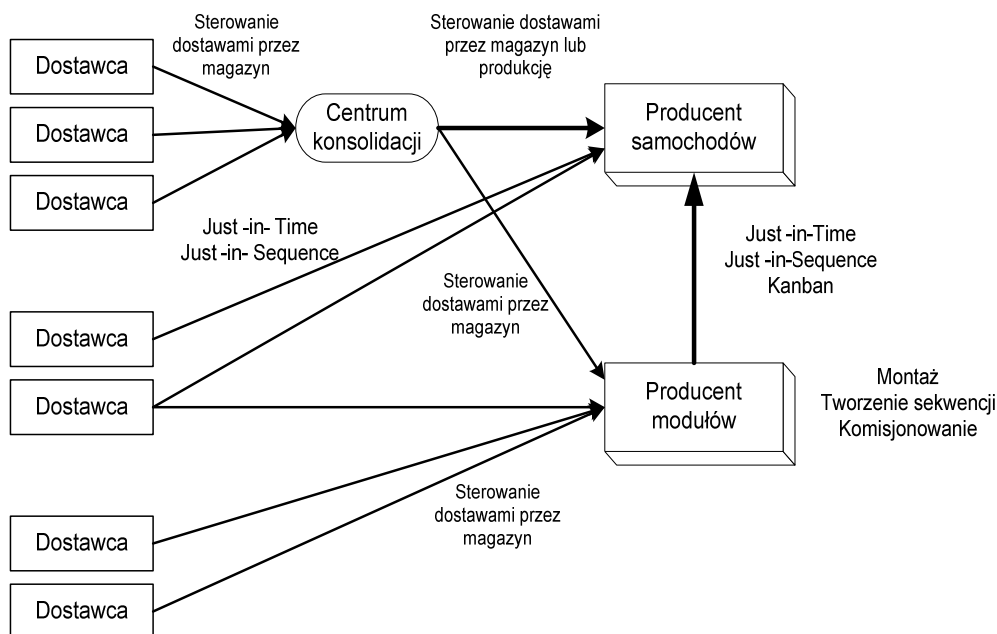 Sterowanie
dostawami przez
magazyn
Sterowanie dostawami
przez magazyn lub
produkcję
Dostawca
Dostawca
Dostawca
Centrum
konsolidacji
Producent
samochodów
Just -in- Time
Just -in- Sequence
Just -in-Time
Just -in-Sequence
Kanban
Sterowanie
dostawami przez
magazyn
Dostawca
Dostawca
Producent
modułów
Montaż
Tworzenie sekwencji
Komisjonowanie
Sterowanie
dostawami przez
magazyn
Dostawca
Dostawca